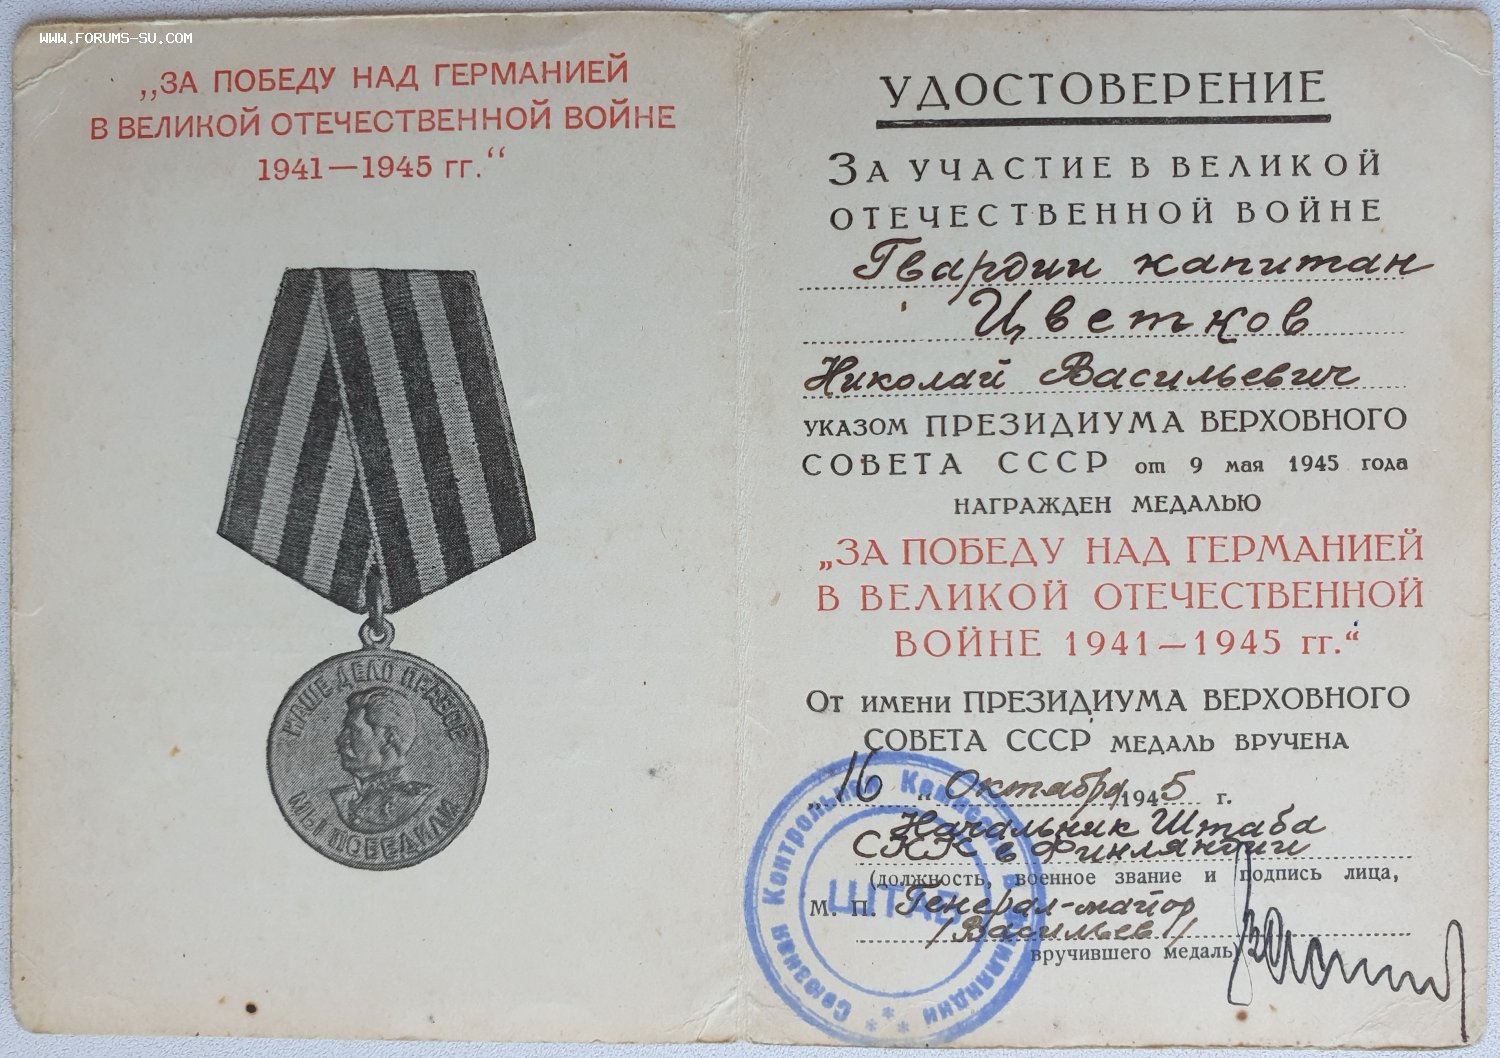 WWW.FORUMS-SU.COM
„ЗА ПОБЕДУ НАД ГЕРМАНИЕЙ
В ВЕЛИКОЙ ОТЕЧЕСТВЕННОЙ ВОЙНЕ
1941—1945 гг.“
НАШЕ ДЕЛО ПРАВОЕ
МЫ ПОБЕДИЛИ
УДОСТОВЕРЕНИЕ
ЗА УЧАСТИЕ В ВЕЛИКОЙ
ОТЕЧЕСТВЕННОЙ ВОЙНЕ
Гвардии капитан
Цветков
Николай Васильевич
УКАЗОМ ПРЕЗИДИУМА ВЕРХОВНОГО
СОВЕТА СССР от 9 мая 1945 года
НАГРАЖДЕН МЕДАЛЬЮ
„ЗА ПОБЕДУ НАД ГЕРМАНИЕЙ
В ВЕЛИКОЙ ОТЕЧЕСТВЕННОЙ
ВОЙНЕ 1941—1945 гг.“
ОТ ИМЕНИ ПРЕЗИДИУМА ВЕРХОВНОГО
СОВЕТА СССР МЕДАЛЬ ВРУЧЕНА
„16 „ Октября 1945 г.
Начальник Штаба
СКК в Финляндии
(должность, военное звание и подпись лица,
М. П. Генерал-майор
/Васильев/
вручившего медаль
Союзная Контрольная Комиссия в Финляндии
ШТАБ